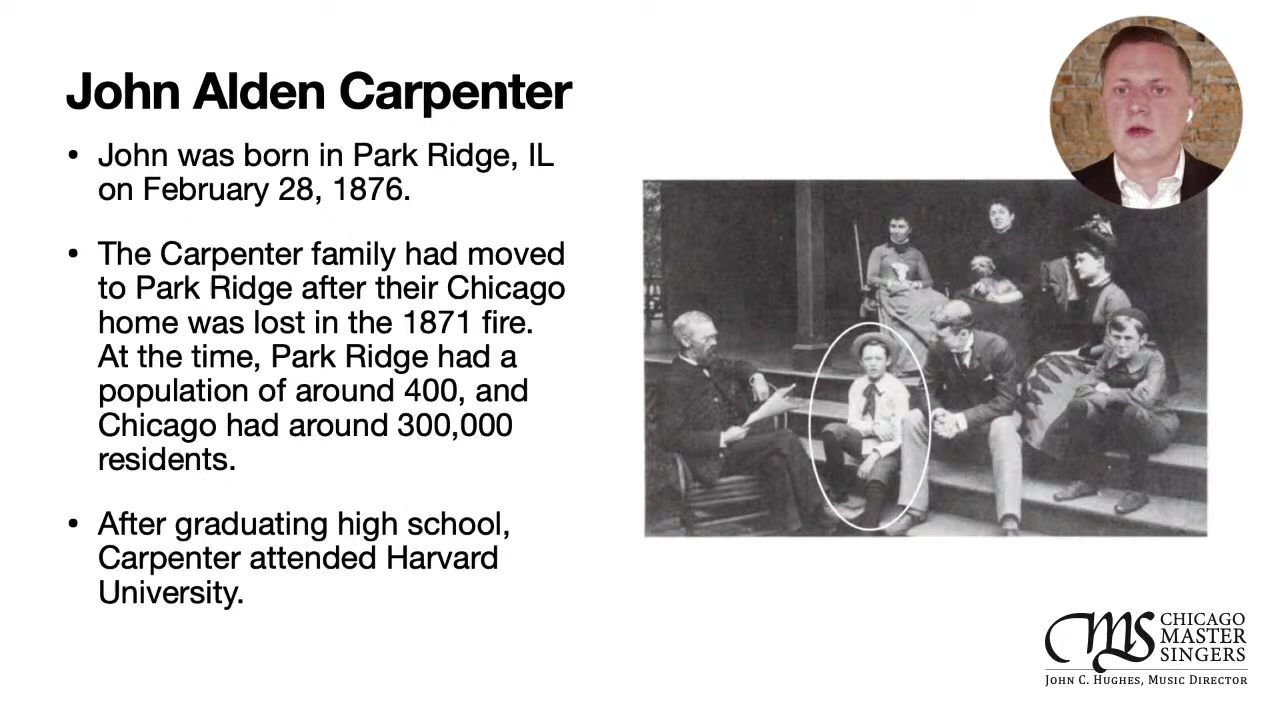 John Alden Carpenter
• John was born in Park Ridge, IL
on February 28, 1876.
• The Carpenter family had moved
to Park Ridge after their Chicago
home was lost in the 1871 fire.
At the time, Park Ridge had a
population of around 400, and
Chicago had around 300,000
residents.
• After graduating high school,
Carpenter attended Harvard
University.
CMS
CHICAGO
MASTER
SINGERS
JOHN C. HUGHES, MUSIC DIRECTOR